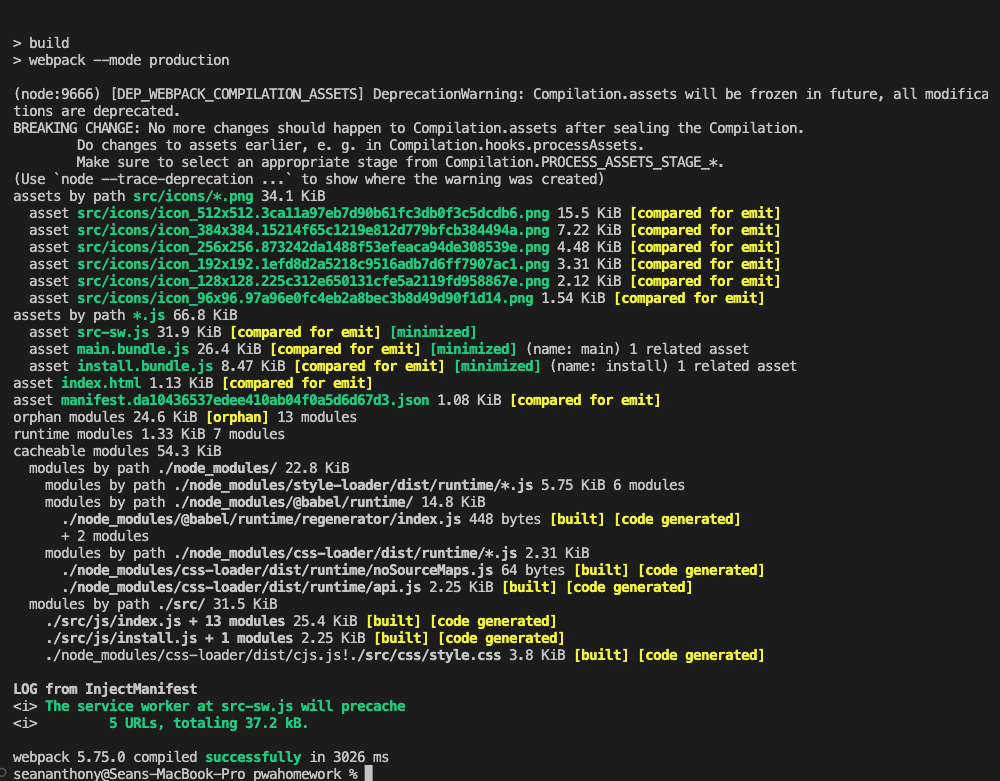 > build
> webpack --mode production
(node:9666) [DEP_WEBPACK_COMPILATION_ASSETS] DeprecationWarning: Compilation.assets will be frozen in future, all modifica
tions are deprecated.
BREAKING CHANGE: No more changes should happen to Compilation.assets after sealing the Compilation.
        Do changes to assets earlier, e. g. in Compilation.hooks.processAssets.
        Make sure to select an appropriate stage from Compilation.PROCESS_ASSETS_STAGE_*.
(Use `node --trace-deprecation ...` to show where the warning was created)
assets by path src/icons/*.png 34.1 KiB
  asset src/icons/icon_512x512.3ca11a97eb7d90b61fc3db0f3c5dcdb6.png 15.5 KiB [compared for emit]
  asset src/icons/icon_384x384.15214f65c1219e812d779bfcb384494a.png 7.22 KiB [compared for emit]
  asset src/icons/icon_256x256.873242da1488f53efeaca94de308539e.png 4.48 KiB [compared for emit]
  asset src/icons/icon_192x192.1efd8d2a5218c9516adb7d6ff7907ac1.png 3.31 KiB [compared for emit]
  asset src/icons/icon_128x128.225c312e650131cfe5a2119fd958867e.png 2.12 KiB [compared for emit]
  asset src/icons/icon_96x96.97a96e0fc4eb2a8bec3b8d49d90f1d14.png 1.54 KiB [compared for emit]
assets by path *.js 66.8 KiB
  asset src-sw.js 31.9 KiB [compared for emit] [minimized]
  asset main.bundle.js 26.4 KiB [compared for emit] [minimized] (name: main) 1 related asset
  asset install.bundle.js 8.47 KiB [compared for emit] [minimized] (name: install) 1 related asset
asset index.html 1.13 KiB [compared for emit]
asset manifest.da10436537edee410ab04f0a5d6d67d3.json 1.08 KiB [compared for emit]
orphan modules 24.6 KiB [orphan] 13 modules
runtime modules 1.33 KiB 7 modules
cacheable modules 54.3 KiB
  modules by path ./node_modules/ 22.8 KiB
    modules by path ./node_modules/style-loader/dist/runtime/*.js 5.75 KiB 6 modules
    modules by path ./node_modules/@babel/runtime/ 14.8 KiB
      ./node_modules/@babel/runtime/regenerator/index.js 448 bytes [built] [code generated]
      + 2 modules
    modules by path ./node_modules/css-loader/dist/runtime/*.js 2.31 KiB
      ./node_modules/css-loader/dist/runtime/noSourceMaps.js 64 bytes [built] [code generated]
      ./node_modules/css-loader/dist/runtime/api.js 2.25 KiB [built] [code generated]
  modules by path ./src/ 31.5 KiB
    ./src/js/index.js + 13 modules 25.4 KiB [built] [code generated]
    ./src/js/install.js + 1 modules 2.25 KiB [built] [code generated]
    ./node_modules/css-loader/dist/cjs.js!./src/css/style.css 3.8 KiB [built] [code generated]
LOG from InjectManifest
<i> The service worker at src-sw.js will precache
<i>         5 URLs, totaling 37.2 kB.
webpack 5.75.0 compiled successfully in 3026 ms
seananthony@Seans-MacBook-Pro pwahomework %